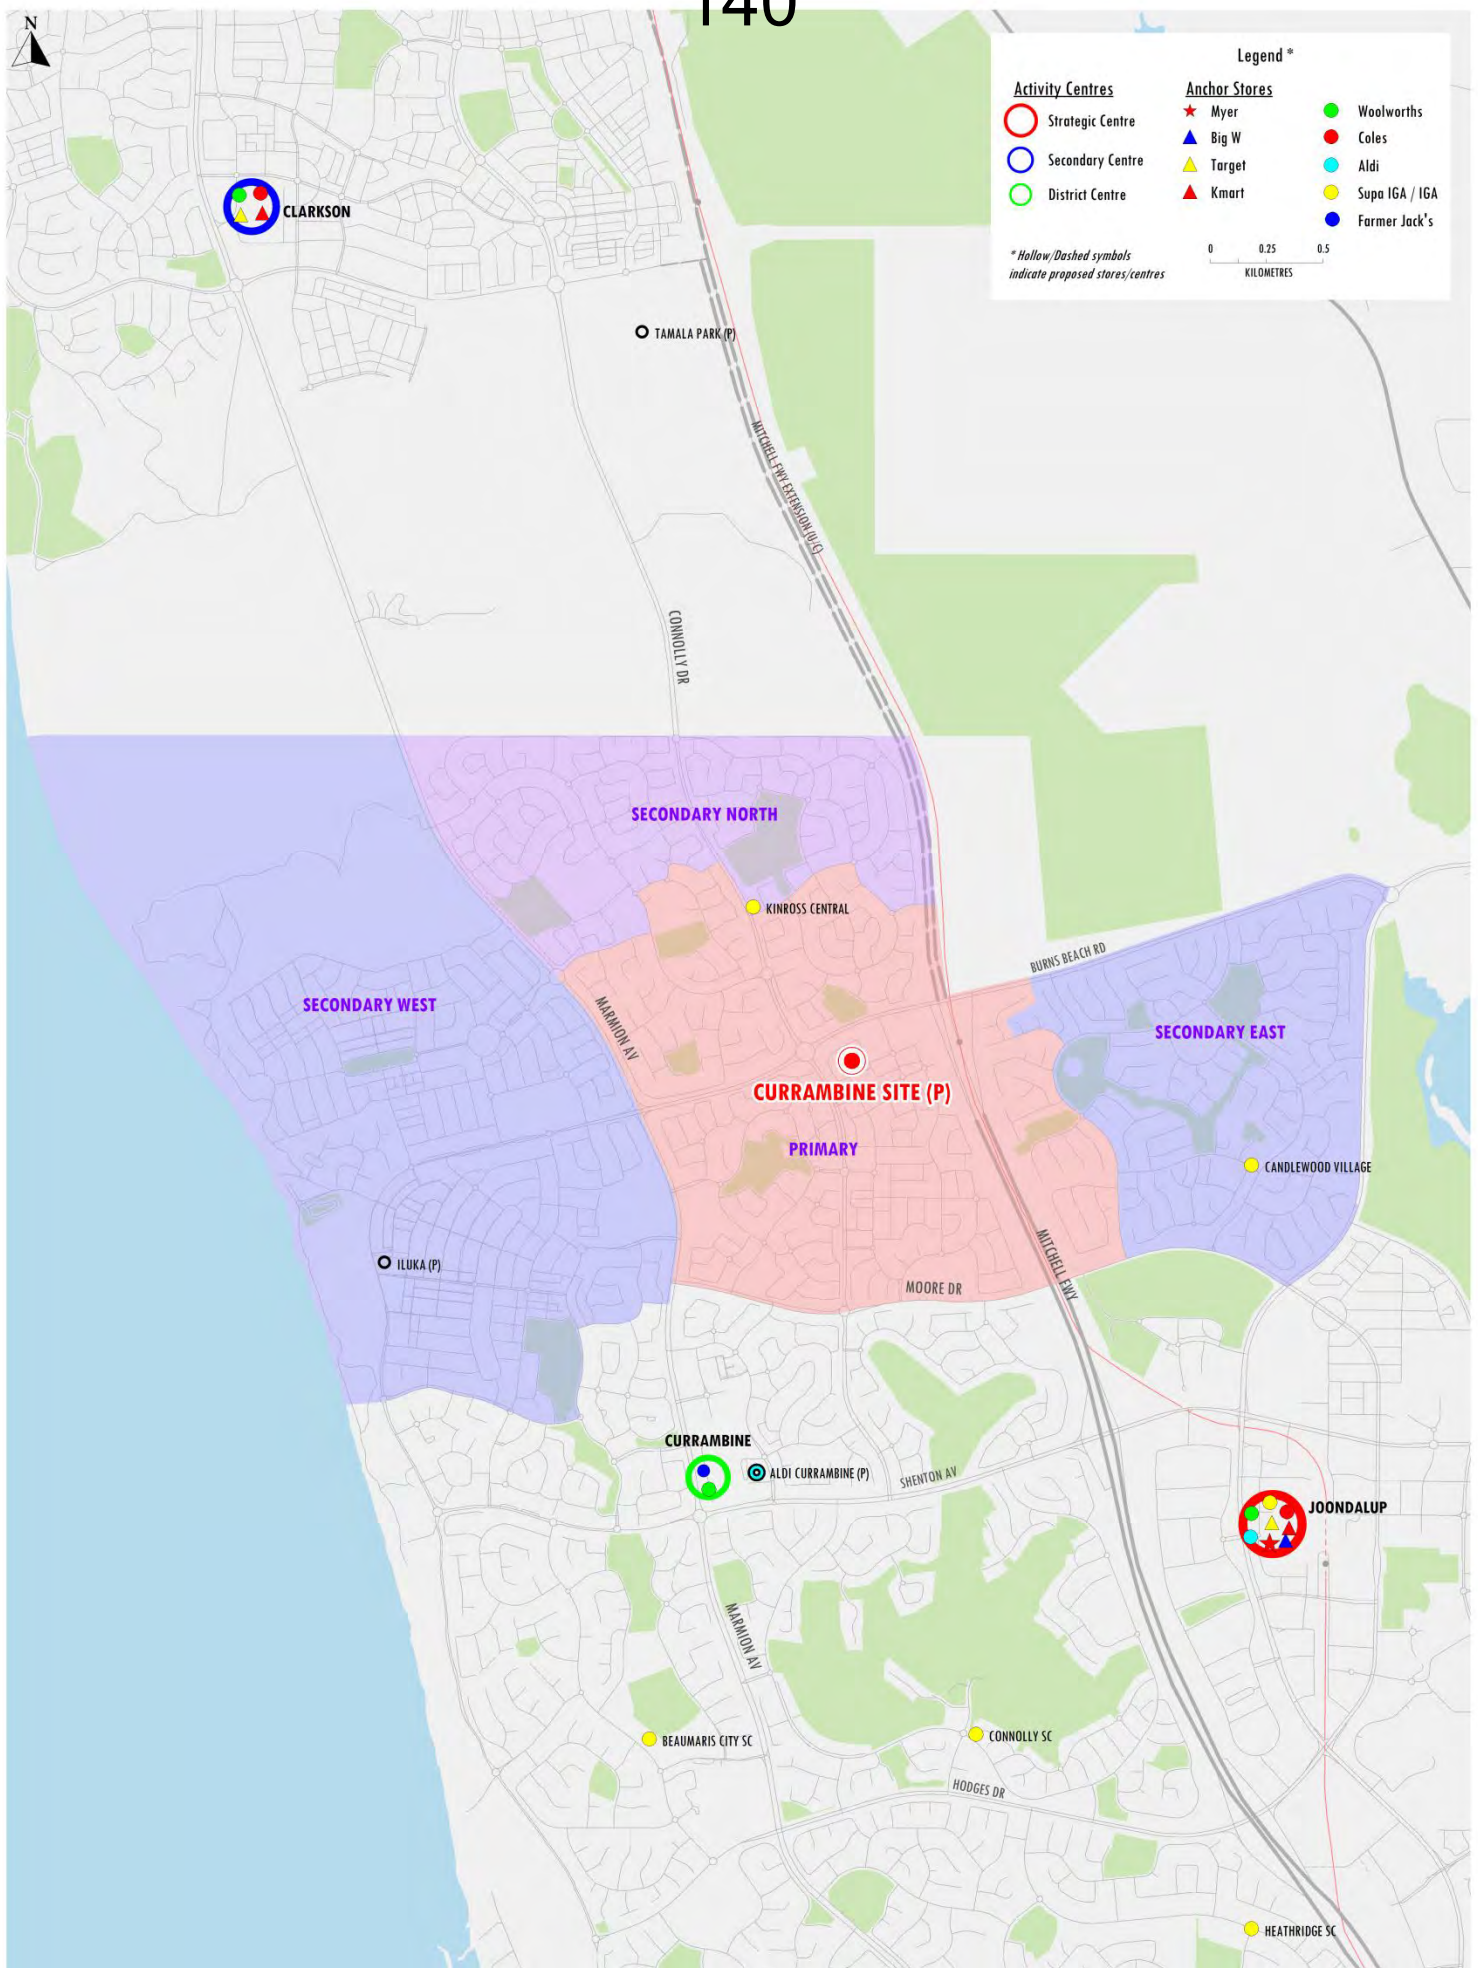 140
N
Legend *
Activity Centres
Strategic Centre
Secondary Centre
District Centre
Anchor Stores
Myer
Big W
Target
Kmart
Woolworths
Coles
Aldi
Supa IGA / IGA
Farmer Jack's
* Hollow/Dashed symbols
indicate proposed stores/centres
0 0.25 0.5
KILOMETRES
CLARKSON
TAMALA PARK (P)
MITCHELL FWY EXTENSION (U/C)
CONNOLLY DR
SECONDARY NORTH
KINROSS CENTRAL
BURNS BEACH RD
SECONDARY WEST
MARMION AV
SECONDARY EAST
CURRAMBINE SITE (P)
PRIMARY
CANDLEWOOD VILLAGE
ILUKA (P)
MITCHELL FWY
MOORE DR
CURRAMBINE
ALDI CURRAMBINE (P)
SHENTON AV
JOONDALUP
MARMION AV
BEAUMARIS CITY SC
CONNOLLY SC
HODGES DR
HEATHRIDGE SC